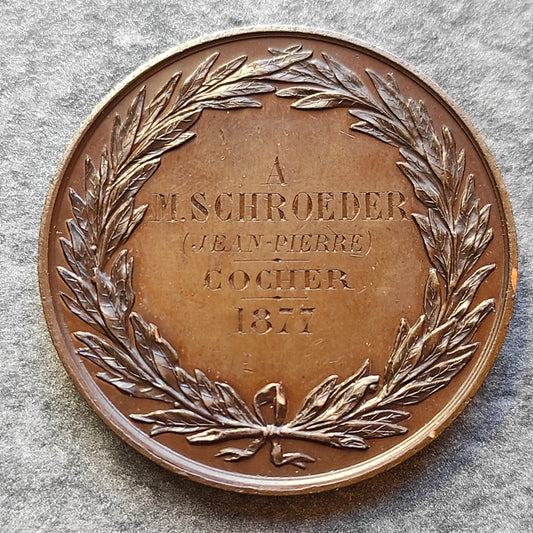 A
M. SCHROEDER
(JEAN-PIERRE)
COCHER
1877